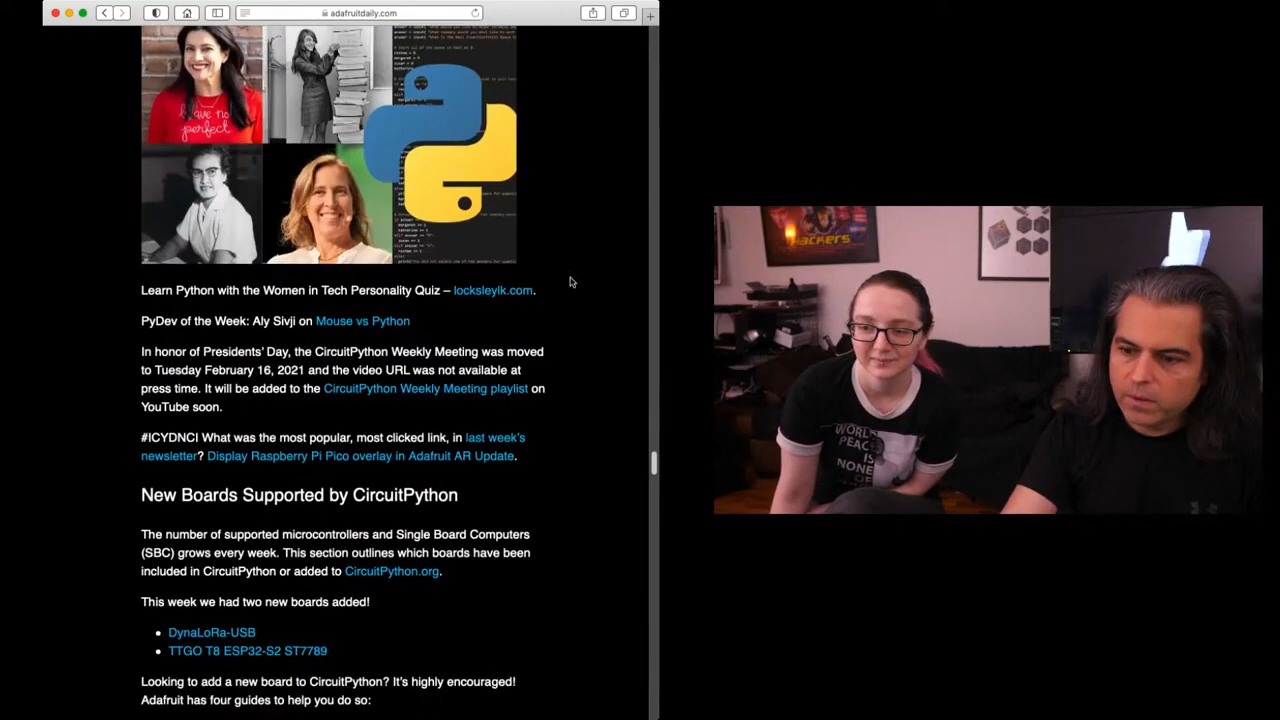 adafruitdaily.com
leave not
perfect
Learn Python with the Women in Tech Personality Quiz – locksleylk.com.
PyDev of the Week: Aly Sivji on Mouse vs Python
In honor of Presidents' Day, the CircuitPython Weekly Meeting was moved
to Tuesday February 16, 2021 and the video URL was not available at
press time. It will be added to the CircuitPython Weekly Meeting playlist on
YouTube soon.
#ICYDNCI What was the most popular, most clicked link, in last week's
newsletter? Display Raspberry Pi Pico overlay in Adafruit AR Update.
New Boards Supported by CircuitPython
The number of supported microcontrollers and Single Board Computers
(SBC) grows every week. This section outlines which boards have been
included in CircuitPython or added to CircuitPython.org.
This week we had two new boards added!
DynaLoRa-USB
TTGO T8 ESP32-S2 ST7789
Looking to add a new board to CircuitPython? It's highly encouraged!
Adafruit has four guides to help you do so:
HACKERS
WORLD
PEACE
IS
NONE
OF